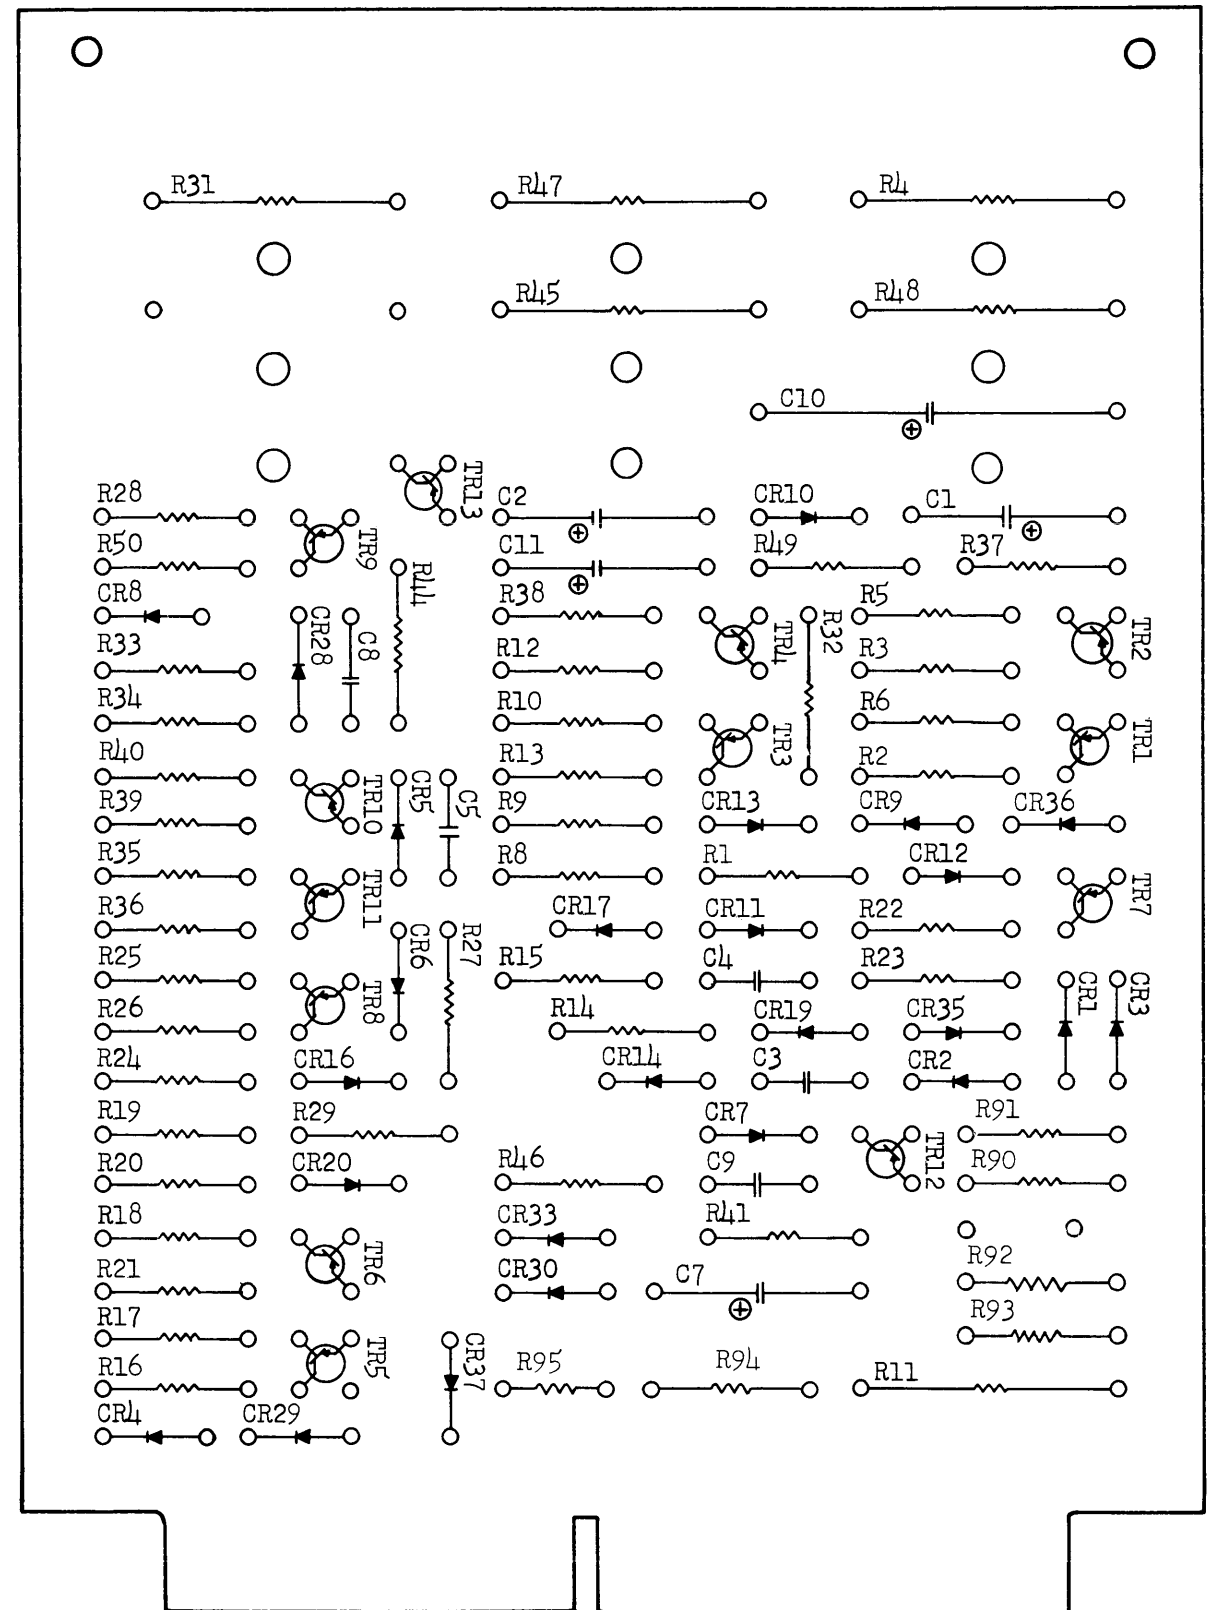 R31 R47 R4
R45 R48
C10
TR13
R28 C2 CR10 C1
TR9
R50 R44 C11 R49 R37
CR8 CR28 C8 R38 TR4 R32 R5 TR2
R33 R12 R3
R34 R10 TR3 R6 TR1
R40 TR10 CR5 C5 R13 R2
R39 R9 CR13 CR9 CR36
R35 TR11 R8 R1 CR12 TR7
R36 CR6 R27 CR17 CR11 R22
R25 TR8 R15 C4 R23 CR1 CR3
R26 R14 CR19 CR35
R24 CR16 CR14 C3 CR2
R19 R29 CR7 TR12 R91
R20 CR20 R46 C9 R90
R18 TR6 CR33 R41
R21 CR30 C7 R92
R17 TR5 CR37 R93
R16 R95 R94 R11
CR4 CR29